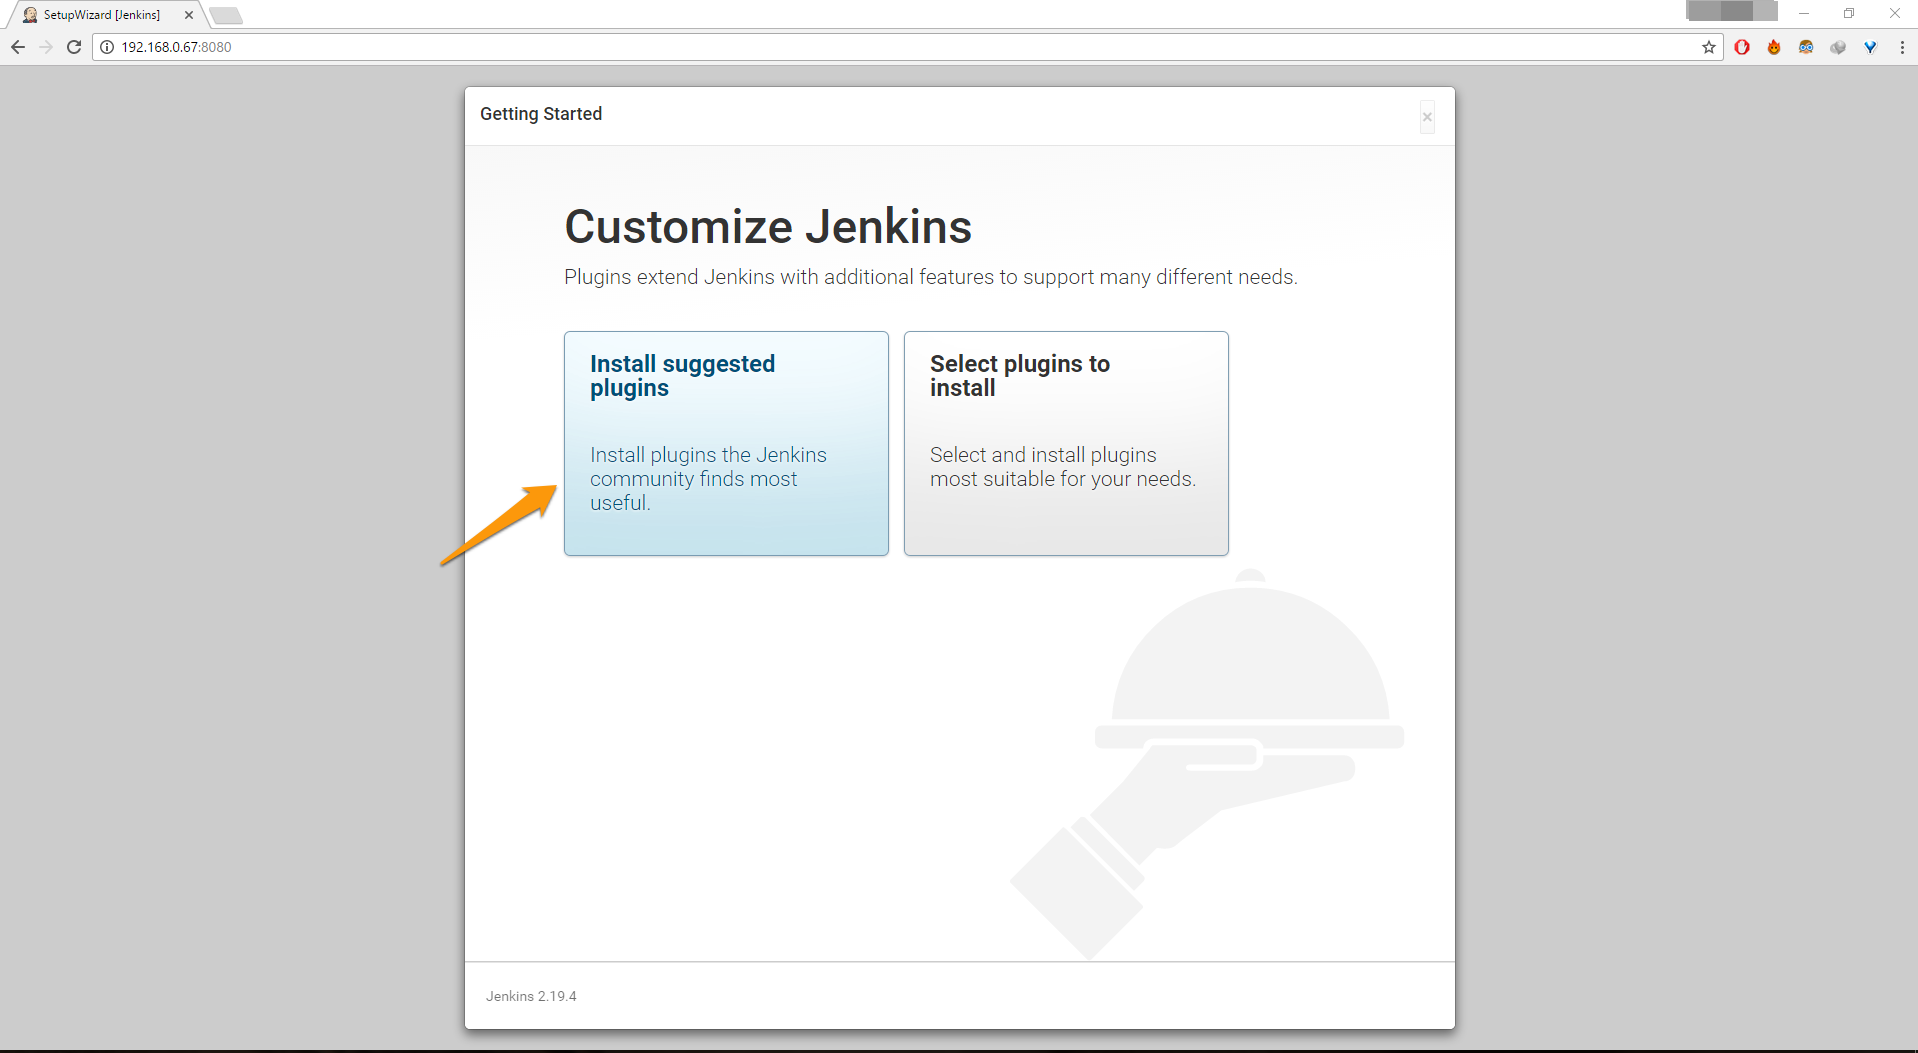 SetupWizard [Jenkins]
192.168.0.67:8080
Getting Started
×
Customize Jenkins
Plugins extend Jenkins with additional features to support many different needs.
Install suggested
plugins
Install plugins the Jenkins
community finds most
useful.
Select plugins to
install
Select and install plugins
most suitable for your needs.
Jenkins 2.19.4